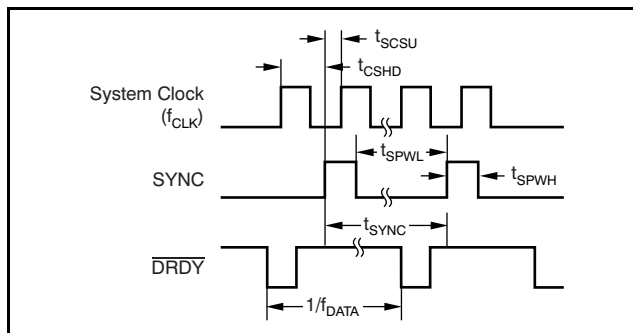 tSCSU
tCSHD
System Clock
(fCLK)
tSPWL
SYNC
tSPWH
tSYNC
DRDY
1/fDATA